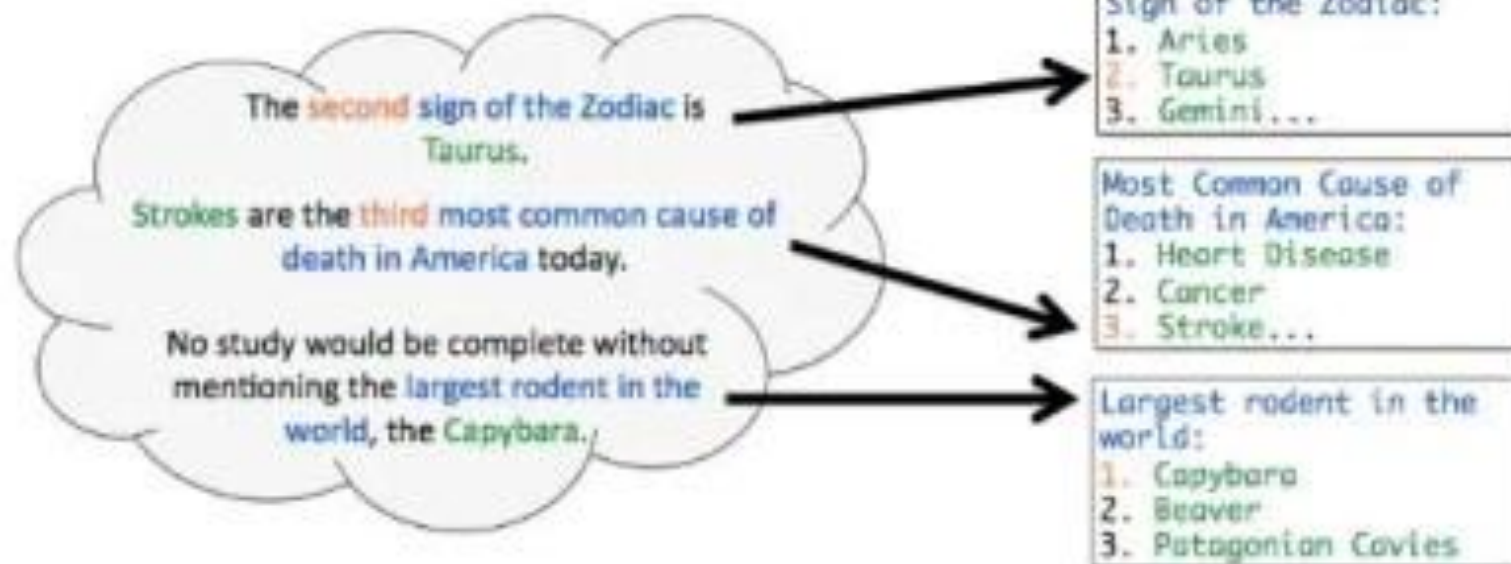 The second sign of the Zodiac is
Taurus.
Strokes are the third most common cause of
death in America today.
No study would be complete without
mentioning the largest rodent in the
world, the Capybara.
Sign of the Zodiac:
1. Aries
2. Taurus
3. Gemini...
Most Common Cause of
Death in America:
1. Heart Disease
2. Cancer
3. Stroke...
Largest rodent in the
world:
1. Capybara
2. Beaver
3. Patagonian Cavies